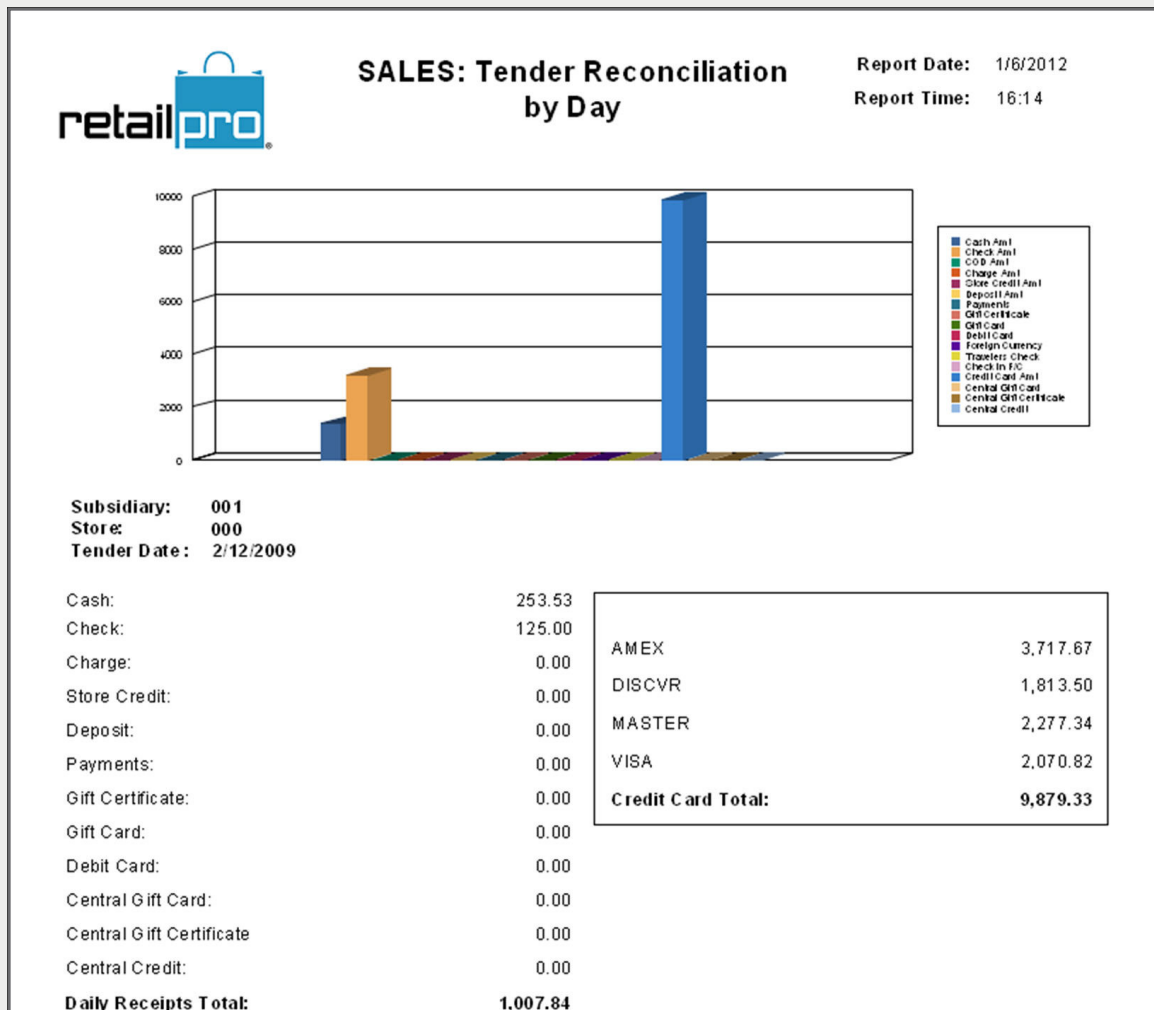 retailpro®
SALES: Tender Reconciliation
by Day
Report Date: 1/6/2012
Report Time: 16:14
10000
8000
6000
4000
2000
0
Cash Amt
Check Amt
COD Amt
Charge Amt
Store Credit Amt
Deposit Amt
Payments
Gift Certificate
Gift Card
Debit Card
Foreign Currency
Travelers Check
Check in F/C
Credit Card Amt
Central Gift Card
Central Gift Certificate
Central Credit
Subsidiary: 001
Store: 000
Tender Date: 2/12/2009
Cash: 253.53
Check: 125.00
Charge: 0.00
Store Credit: 0.00
Deposit: 0.00
Payments: 0.00
Gift Certificate: 0.00
Gift Card: 0.00
Debit Card: 0.00
Central Gift Card: 0.00
Central Gift Certificate 0.00
Central Credit: 0.00
Daily Receipts Total: 1,007.84
AMEX 3,717.67
DISCVR 1,813.50
MASTER 2,277.34
VISA 2,070.82
Credit Card Total: 9,879.33